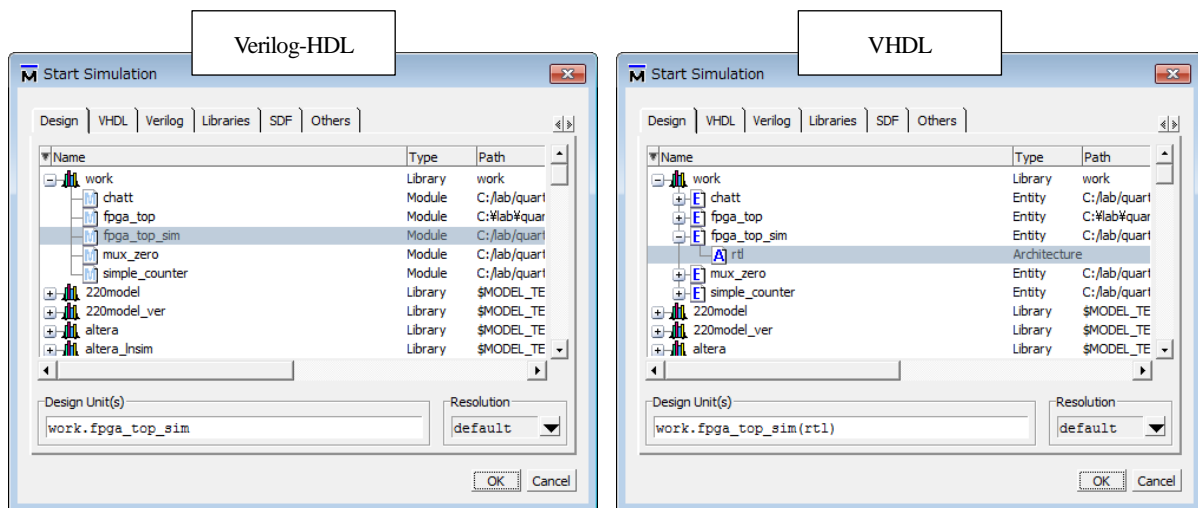 Verilog-HDL
Start Simulation
Design VHDL Verilog Libraries SDF Others
Name Type Path
work Library work
chatt Module C:/lab/quart
fpga_top Module C:¥lab¥quar
fpga_top_sim Module C:/lab/quart
mux_zero Module C:/lab/quart
simple_counter Module C:/lab/quart
220model Library $MODEL_TE
220model_ver Library $MODEL_TE
altera Library $MODEL_TE
altera_lnsim Library $MODEL_TE
Design Unit(s) Resolution
work.fpga_top_sim default
OK Cancel
VHDL
Start Simulation
Design VHDL Verilog Libraries SDF Others
Name Type Path
work Library work
chatt Entity C:/lab/quart
fpga_top Entity C:¥lab¥quar
fpga_top_sim Entity C:/lab/quart
rtl Architecture
mux_zero Entity C:/lab/quart
simple_counter Entity C:/lab/quart
220model Library $MODEL_TE
220model_ver Library $MODEL_TE
altera Library $MODEL_TE
Design Unit(s) Resolution
work.fpga_top_sim(rtl) default
OK Cancel